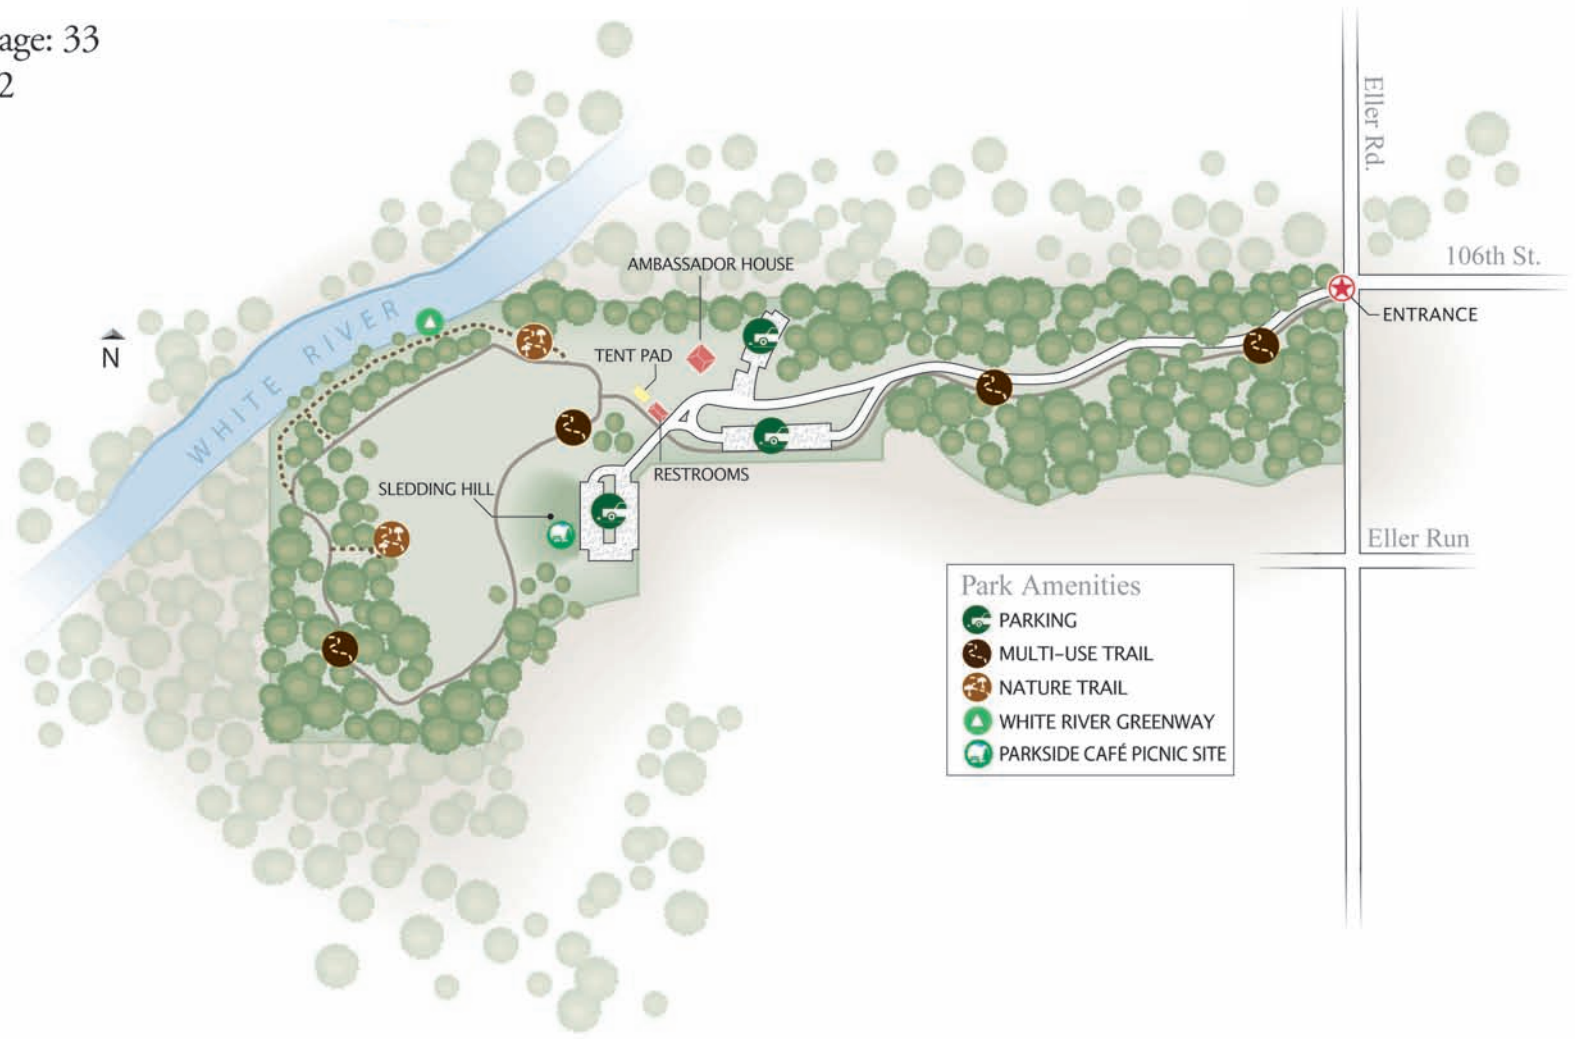 age: 33
2
Eller Rd.
106th St.
AMBASSADOR HOUSE
ENTRANCE
WHITE RIVER
N
TENT PAD
RESTROOMS
SLEDDING HILL
Eller Run
Park Amenities
PARKING
MULTI-USE TRAIL
NATURE TRAIL
WHITE RIVER GREENWAY
PARKSIDE CAFÉ PICNIC SITE